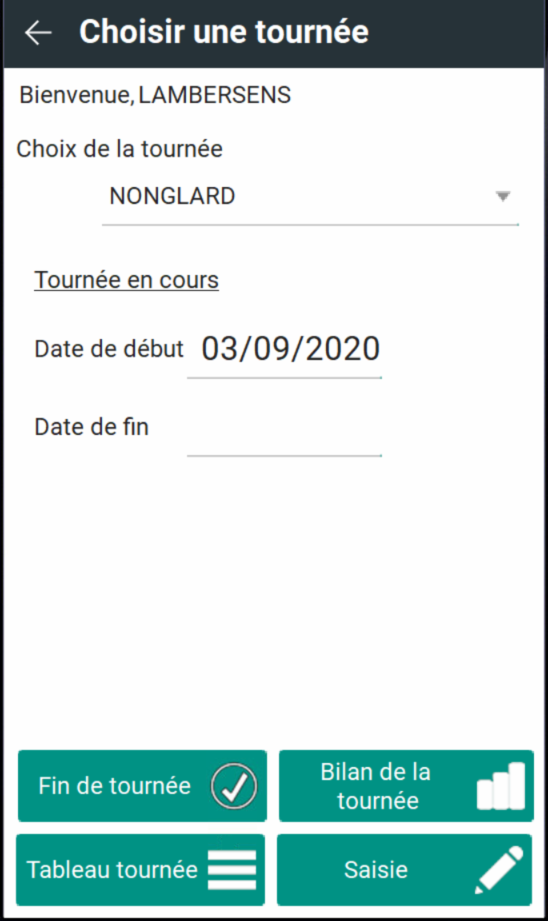 Choisir une tournée
Bienvenue, LAMBERSENS
Choix de la tournée
NONGLARD
Tournée en cours
Date de début 03/09/2020
Date de fin
Fin de tournée
Bilan de la
tournée
Tableau tournée
Saisie